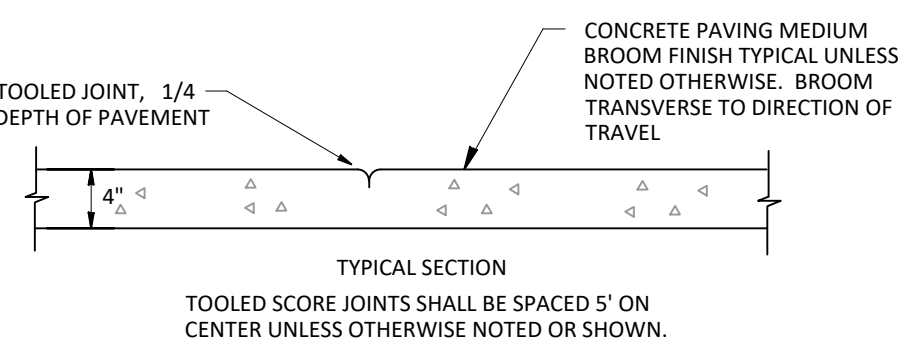 CONCRETE PAVING MEDIUM
BROOM FINISH TYPICAL UNLESS
NOTED OTHERWISE. BROOM
TRANSVERSE TO DIRECTION OF
TRAVEL
TOOLED JOINT, 1/4
DEPTH OF PAVEMENT
4"
TYPICAL SECTION
TOOLED SCORE JOINTS SHALL BE SPACED 5' ON
CENTER UNLESS OTHERWISE NOTED OR SHOWN.